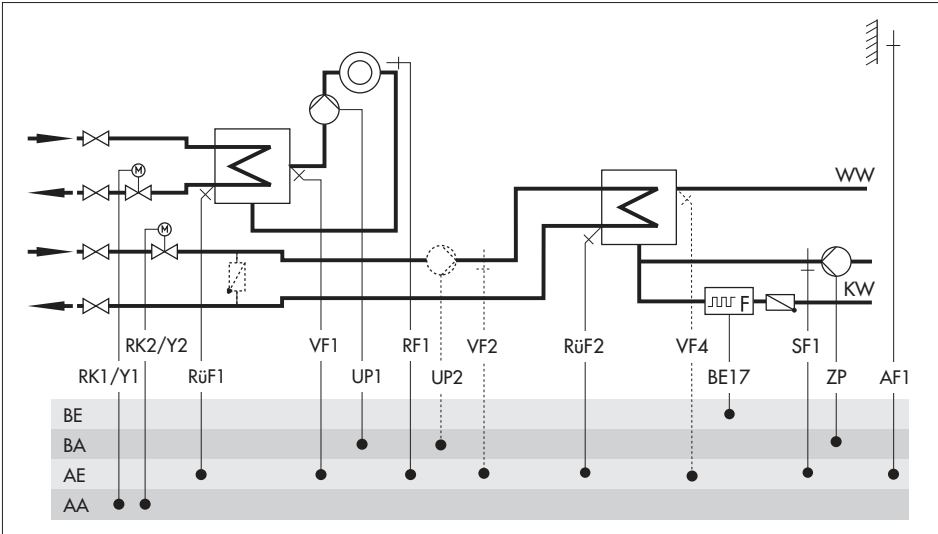 M
WW
M
KW
F
RK2/Y2 VF1 RF1 VF2 RüF2 VF4 SF1
RK1/Y1 RüF1 UP1 UP2 BE17 ZP AF1
BE
BA
AE
AA